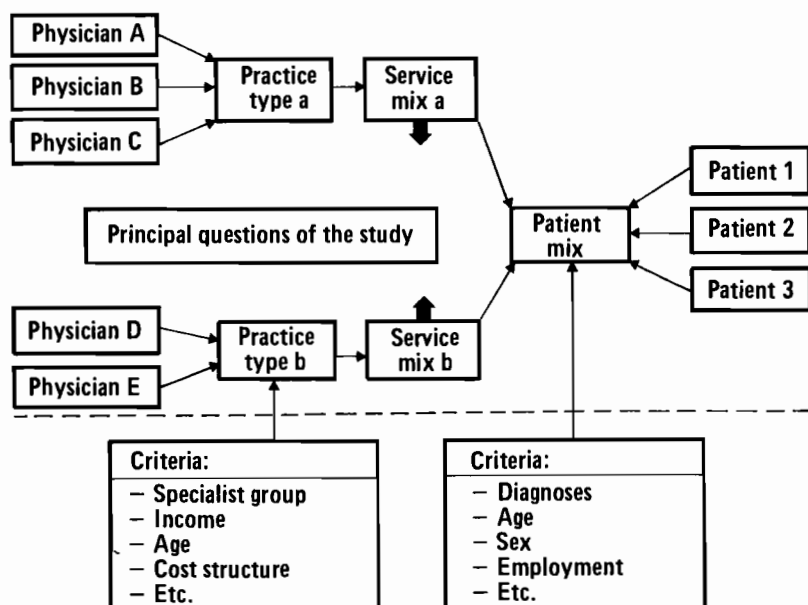 Physician A
Physician B
Physician C
Practice
type a
Service
mix a
Patient 1
Patient 2
Patient 3
Patient
mix
Principal questions of the study
Physician D
Physician E
Practice
type b
Service
mix b
Criteria:
– Specialist group
– Income
– Age
– Cost structure
– Etc.
Criteria:
– Diagnoses
– Age
– Sex
– Employment
– Etc.